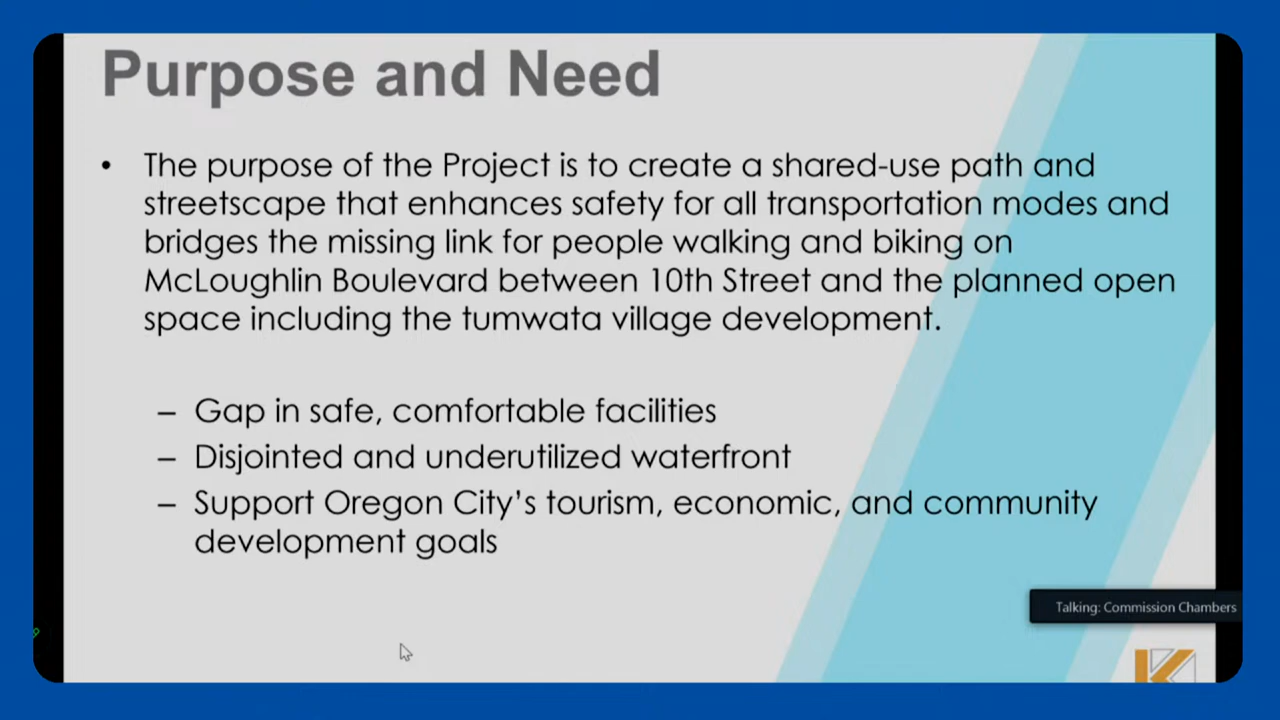 Purpose and Need
• The purpose of the Project is to create a shared-use path and
streetscape that enhances safety for all transportation modes and
bridges the missing link for people walking and biking on
McLoughlin Boulevard between 10th Street and the planned open
space including the tumwata village development.
– Gap in safe, comfortable facilities
– Disjointed and underutilized waterfront
– Support Oregon City's tourism, economic, and community
development goals
Talking: Commission Chambers